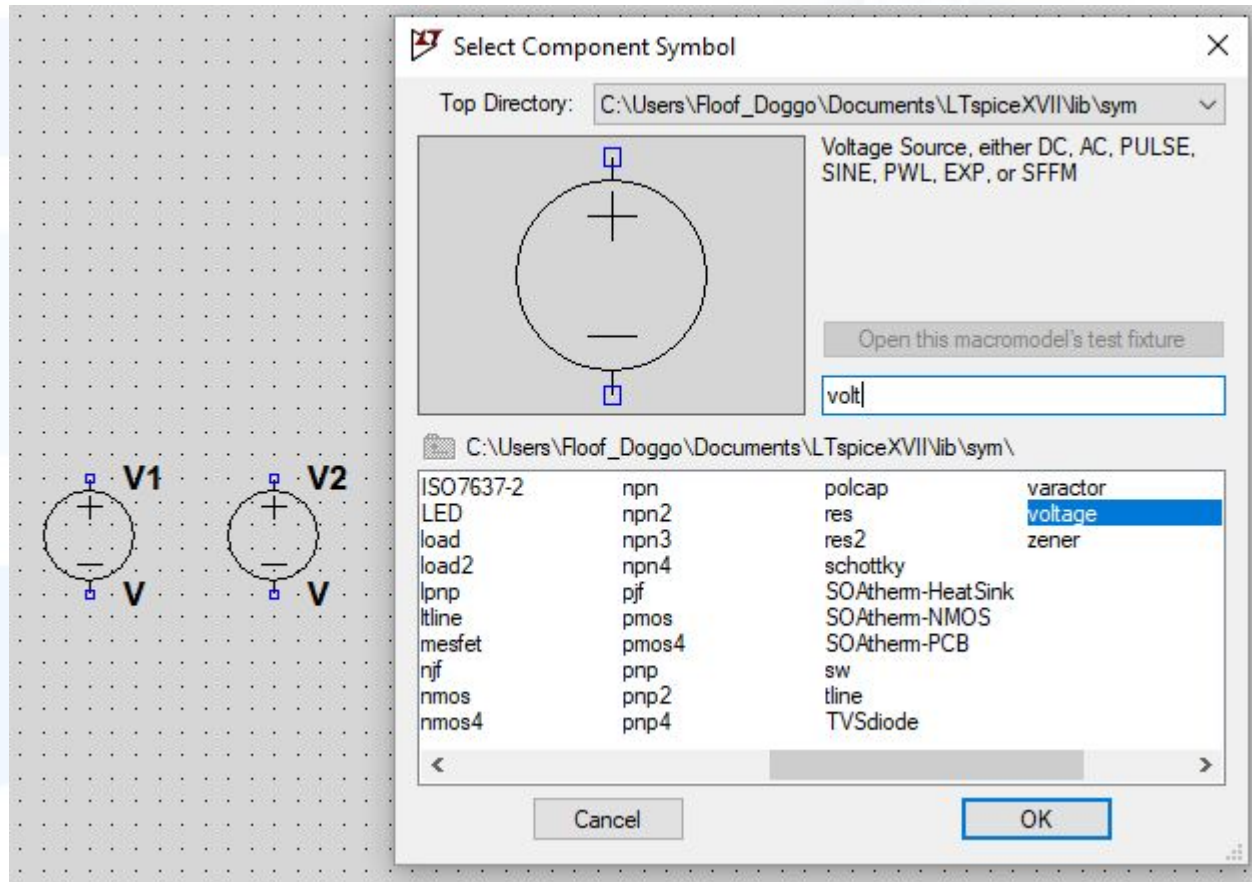 Select Component Symbol
Top Directory: C:\Users\Floof_Doggo\Documents\LTspiceXVII\lib\sym
Voltage Source, either DC, AC, PULSE,
SINE, PWL, EXP, or SFFM
Open this macromodel's test fixture
volt
C:\Users\Floof_Doggo\Documents\LTspiceXVII\lib\sym\
ISO7637-2 npn polcap varactor
LED npn2 res voltage
load npn3 res2 zener
load2 npn4 schottky
lpnp pjf SOAtherm-HeatSink
ltline pmos SOAtherm-NMOS
mesfet pmos4 SOAtherm-PCB
njf pnp sw
nmos pnp2 tline
nmos4 pnp4 TVSdiode
Cancel OK
V1 V2
V V